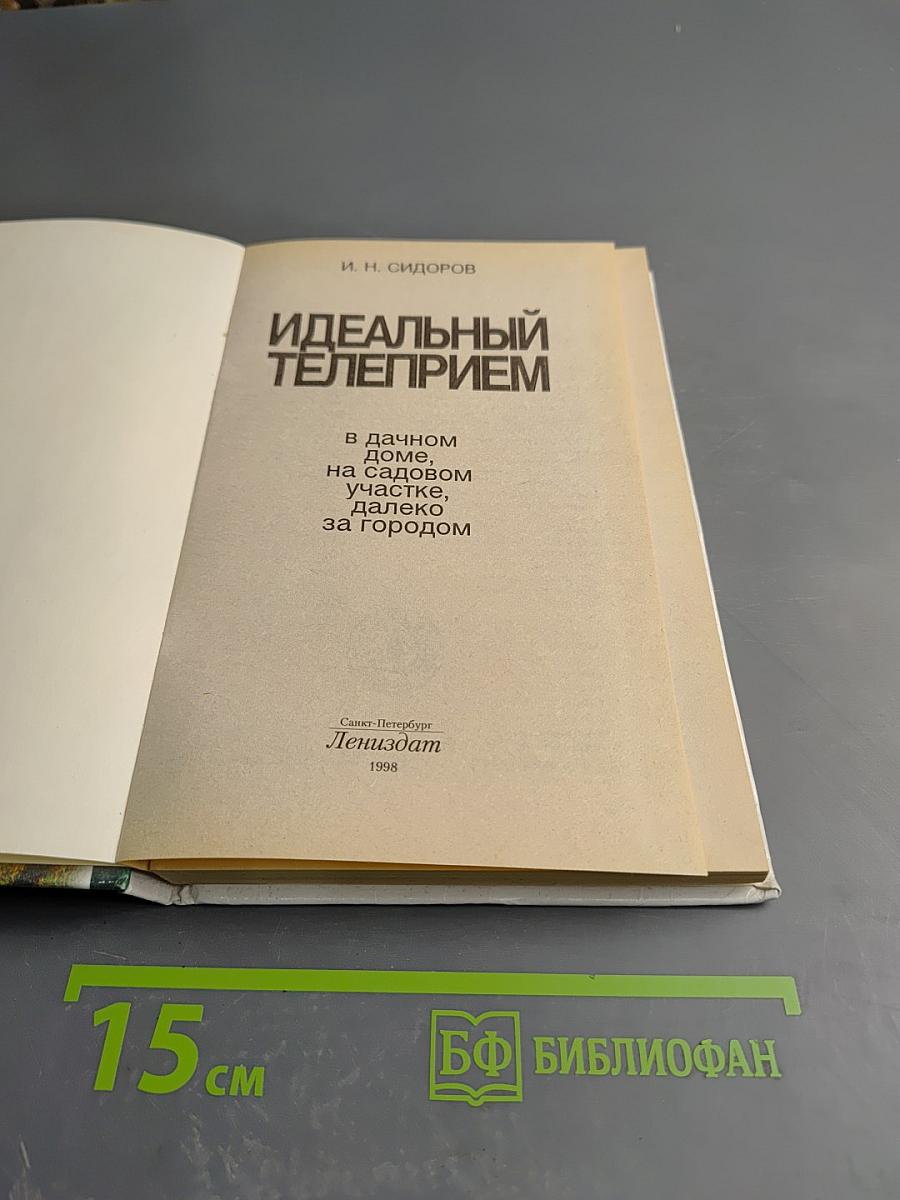 И. Н. СИДОРОВ
ИДЕАЛЬНЫЙ
ТЕЛЕПРИЕМ
в дачном
доме,
на садовом
участке,
далеко
за городом
Санкт-Петербург
Лениздат
1998
15 см
БФ БИБЛИОФАН